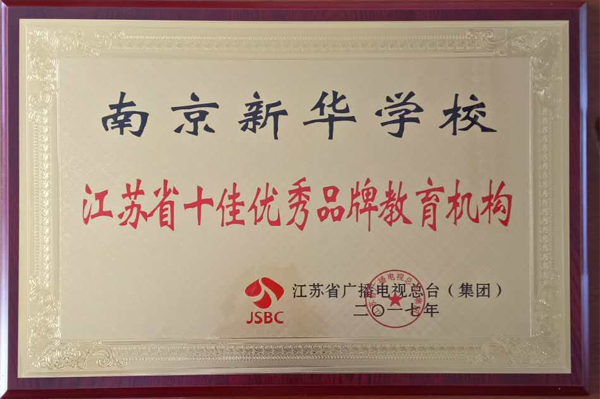 南京新华学校
江苏省十佳优秀品牌教育机构
JSBC
江苏省广播电视总台（集团）
二〇一七年